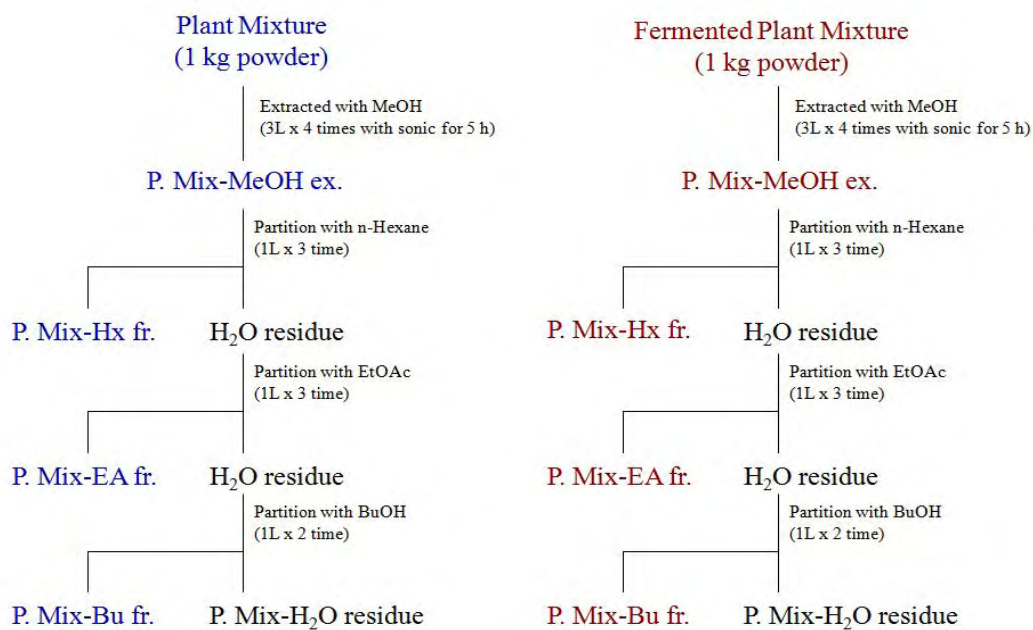 Plant Mixture
(1 kg powder)
Extracted with MeOH
(3L x 4 times with sonic for 5 h)
P. Mix-MeOH ex.
Partition with n-Hexane
(1L x 3 time)
P. Mix-Hx fr.
H₂O residue
Partition with EtOAc
(1L x 3 time)
P. Mix-EA fr.
H₂O residue
Partition with BuOH
(1L x 2 time)
P. Mix-Bu fr.
P. Mix-H₂O residue
Fermented Plant Mixture
(1 kg powder)
Extracted with MeOH
(3L x 4 times with sonic for 5 h)
P. Mix-MeOH ex.
Partition with n-Hexane
(1L x 3 time)
P. Mix-Hx fr.
H₂O residue
Partition with EtOAc
(1L x 3 time)
P. Mix-EA fr.
H₂O residue
Partition with BuOH
(1L x 2 time)
P. Mix-Bu fr.
P. Mix-H₂O residue